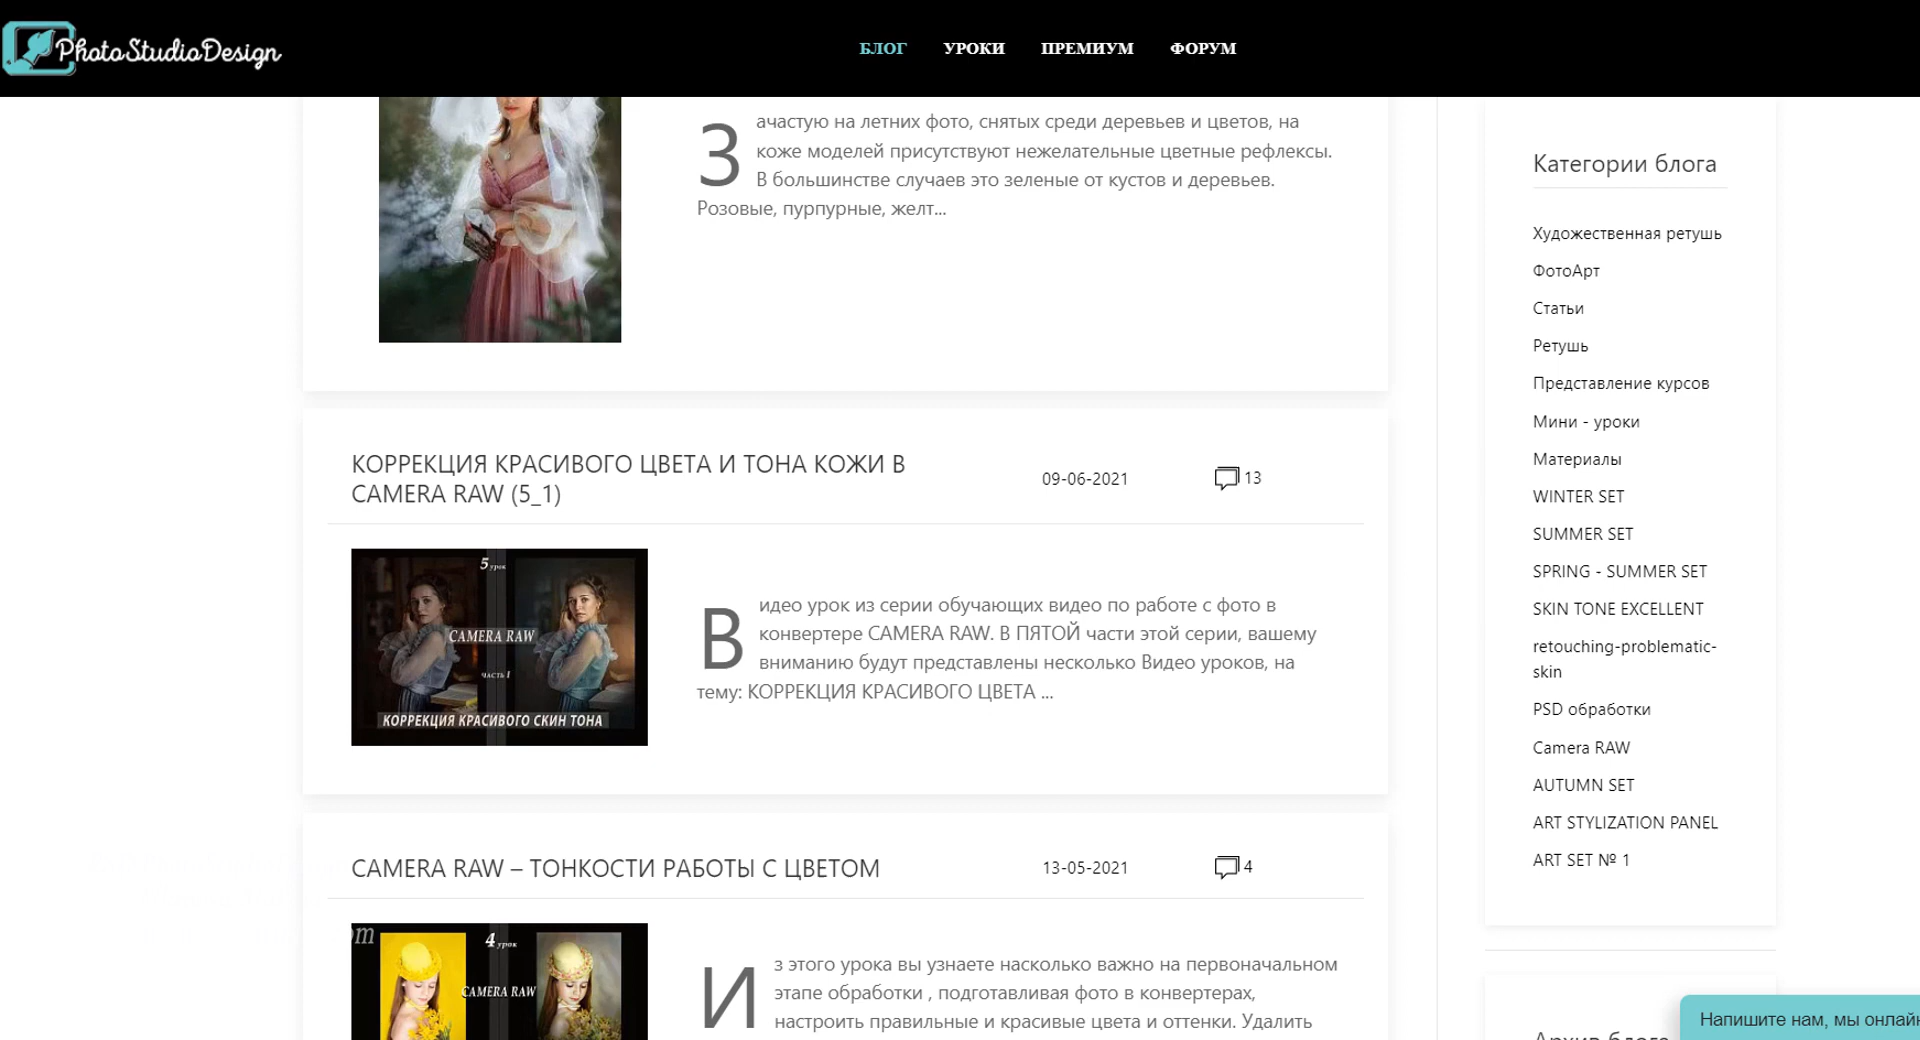 PhotoStudioDesign
БЛОГ УРОКИ ПРЕМИУМ ФОРУМ
Зачастую на летних фото, снятых среди деревьев и цветов, на
коже моделей присутствуют нежелательные цветные рефлексы.
В большинстве случаев это зеленые от кустов и деревьев.
Розовые, пурпурные, желт...
КОРРЕКЦИЯ КРАСИВОГО ЦВЕТА И ТОНА КОЖИ В
CAMERA RAW (5_1)
09-06-2021
13
5 урок
CAMERA RAW
часть 1
КОРРЕКЦИЯ КРАСИВОГО СКИН ТОНА
Видео урок из серии обучающих видео по работе с фото в
конвертере CAMERA RAW. В ПЯТОЙ части этой серии, вашему
вниманию будут представлены несколько Видео уроков, на
тему: КОРРЕКЦИЯ КРАСИВОГО ЦВЕТА ...
CAMERA RAW – ТОНКОСТИ РАБОТЫ С ЦВЕТОМ
13-05-2021
4
4 урок
CAMERA RAW
Из этого урока вы узнаете насколько важно на первоначальном
этапе обработки , подготавливая фото в конвертерах,
настроить правильные и красивые цвета и оттенки. Удалить
Категории блога
Художественная ретушь
ФотоАрт
Статьи
Ретушь
Представление курсов
Мини - уроки
Материалы
WINTER SET
SUMMER SET
SPRING - SUMMER SET
SKIN TONE EXCELLENT
retouching-problematic-
skin
PSD обработки
Camera RAW
AUTUMN SET
ART STYLIZATION PANEL
ART SET № 1
Архив блога
Напишите нам, мы онлайн